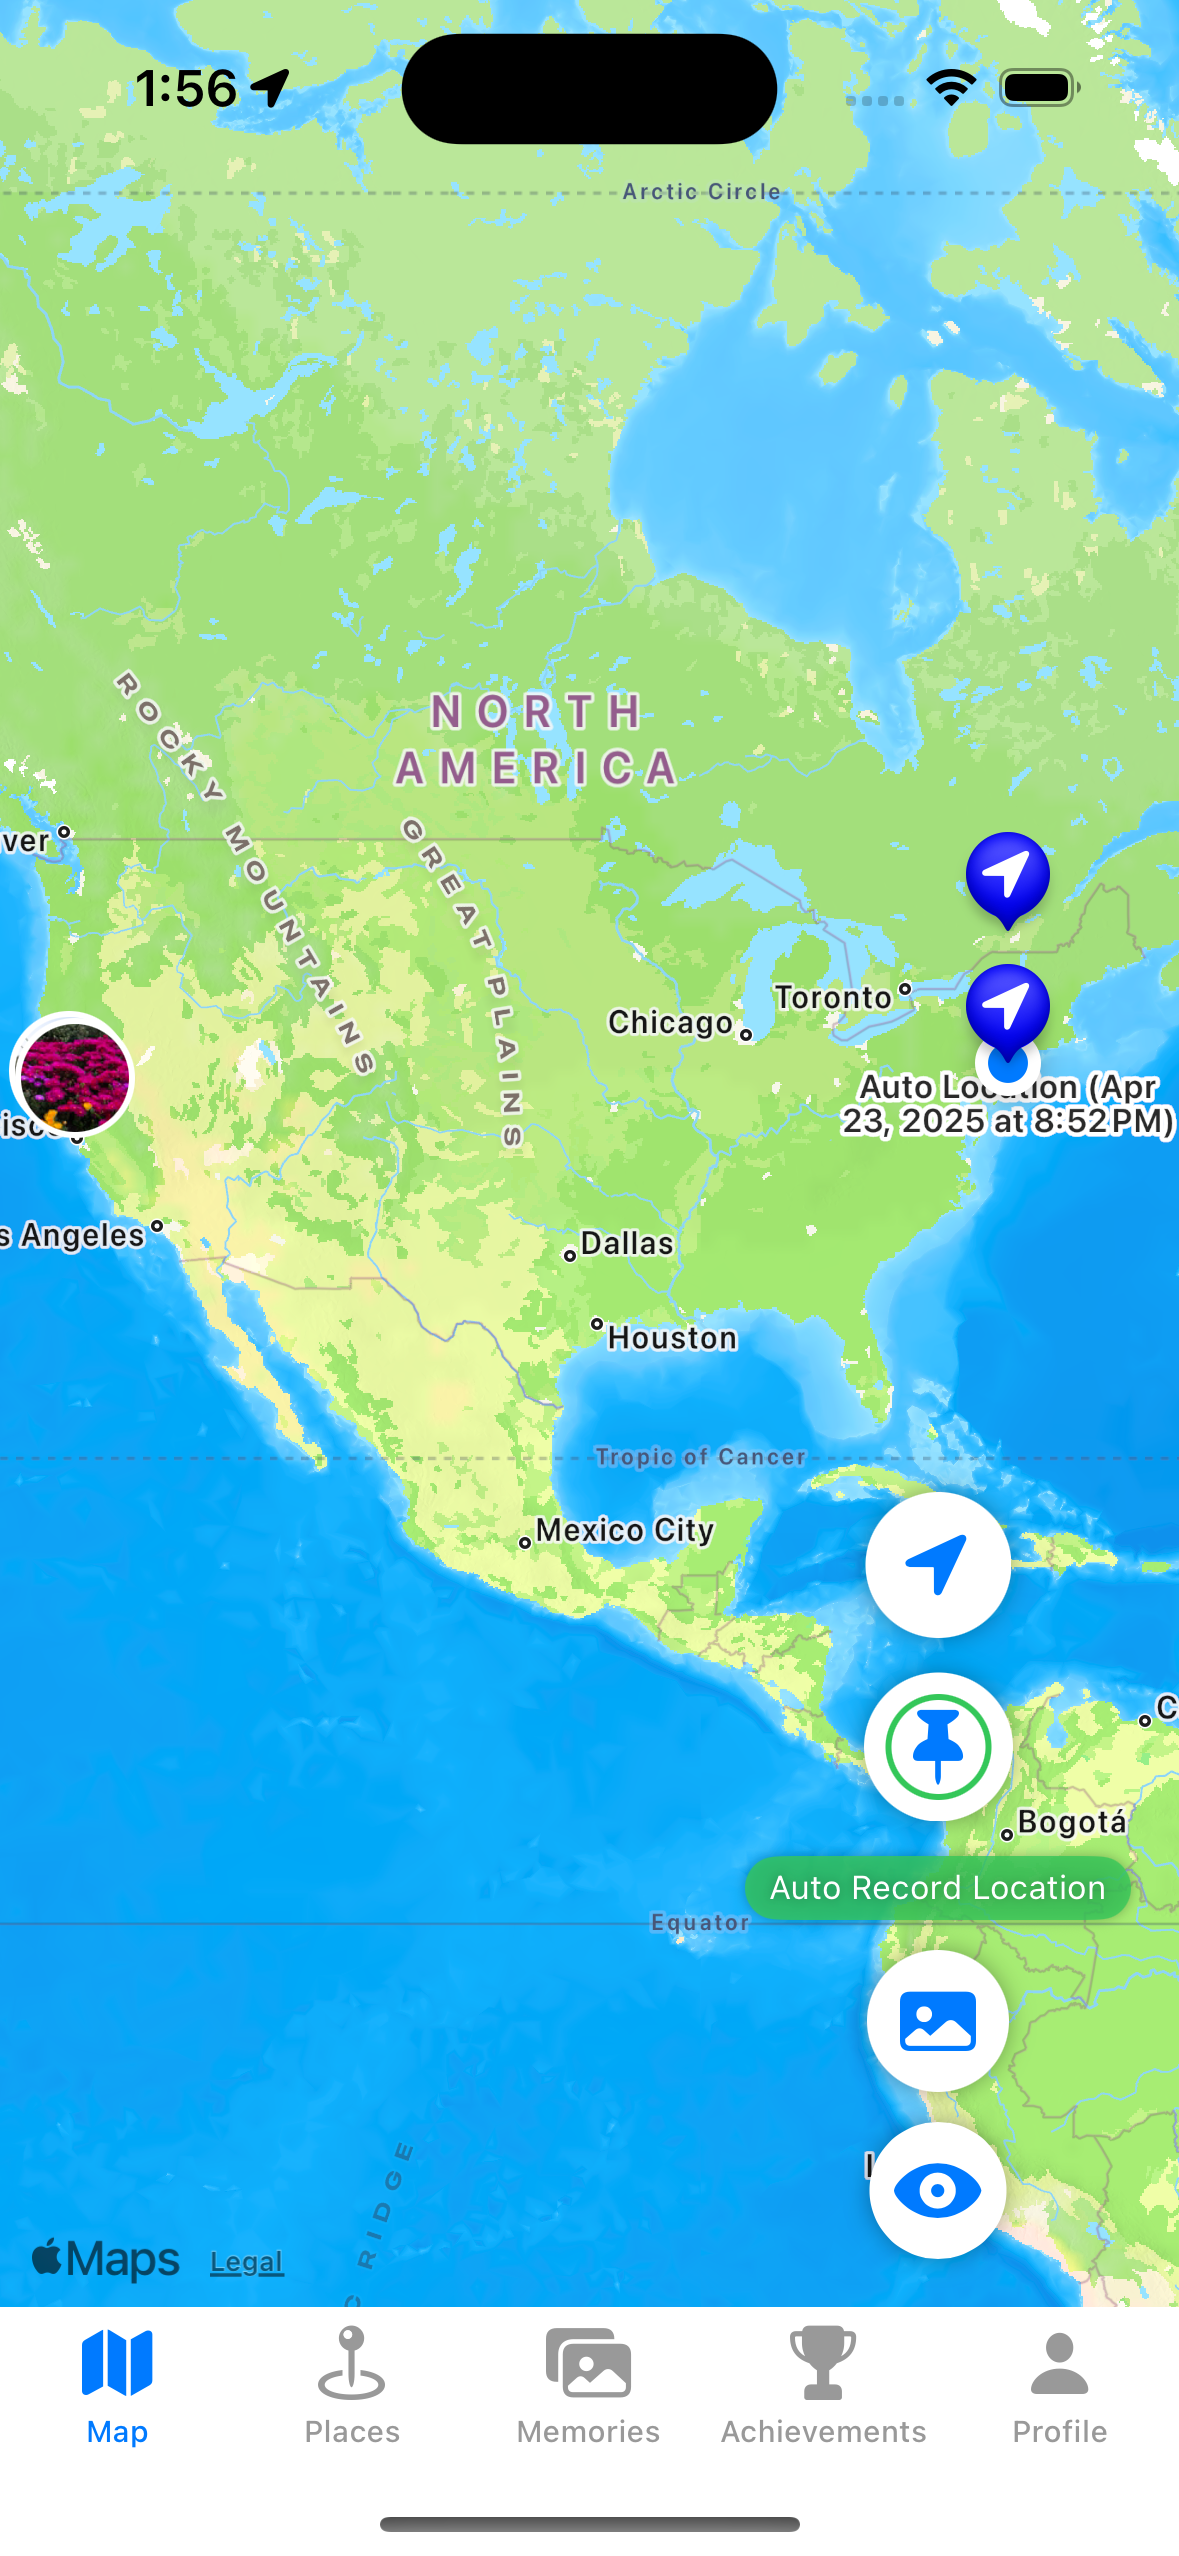 1:56
Arctic Circle
NORTH
AMERICA
ROCKY MOUNTAINS
GREAT PLAINS
ver
Toronto
Chicago
Auto Location (Apr
23, 2025 at 8:52 PM)
isco
s Angeles
Dallas
Houston
Tropic of Cancer
Mexico City
C
Bogotá
Auto Record Location
Equator
RIDGE
Maps
Legal
Map
Places
Memories
Achievements
Profile